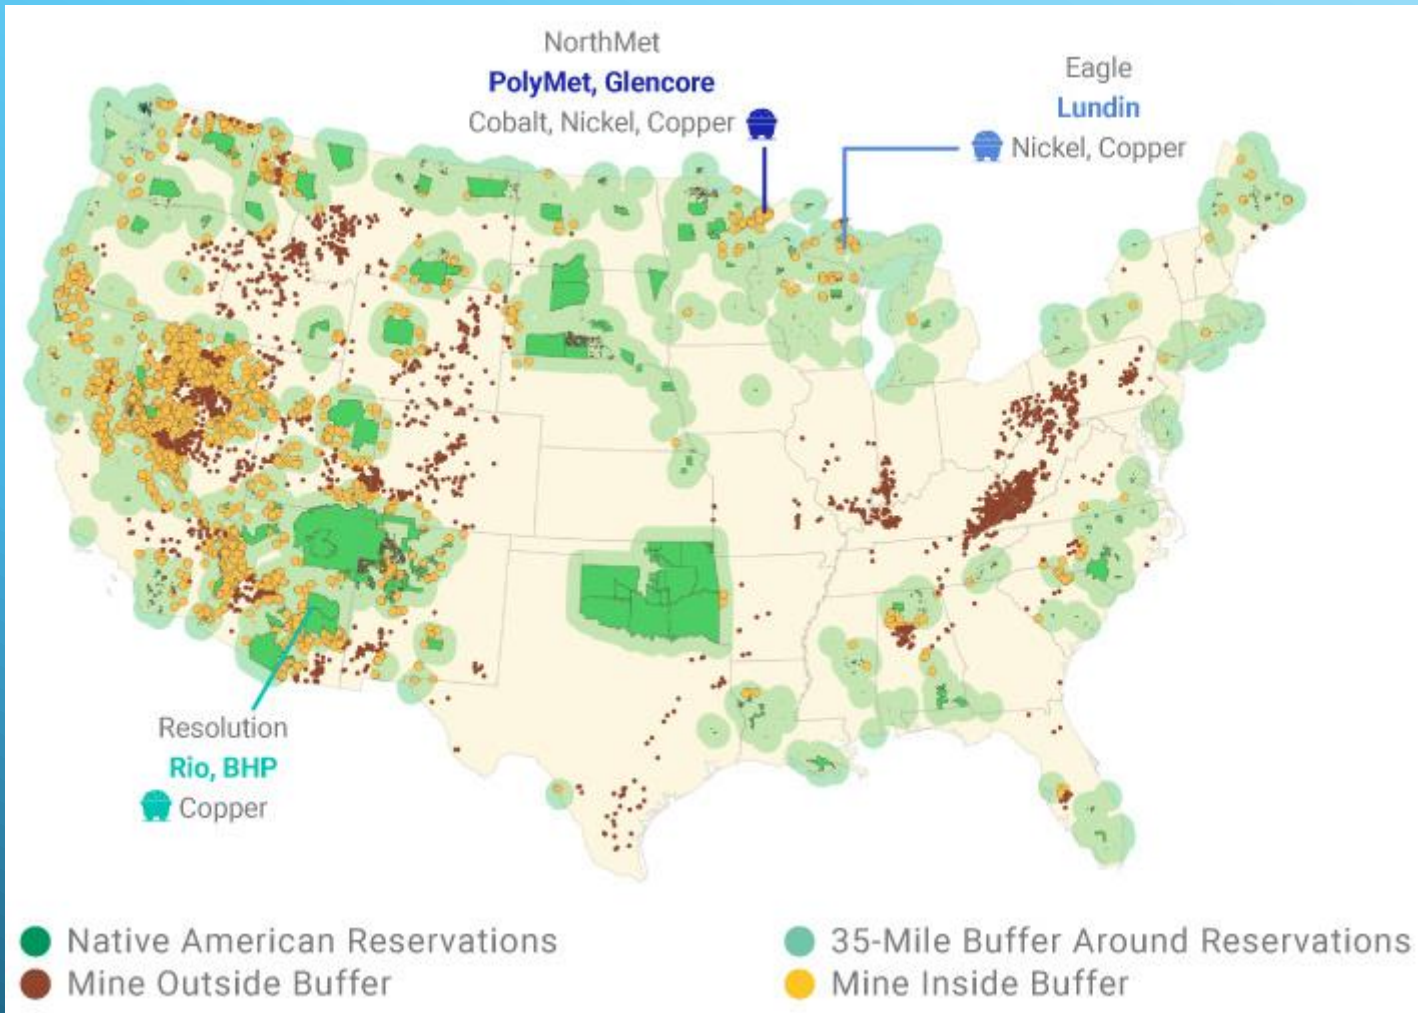 NorthMet
PolyMet, Glencore
Cobalt, Nickel, Copper
Eagle
Lundin
Nickel, Copper
Resolution
Rio, BHP
Copper
Native American Reservations
35-Mile Buffer Around Reservations
Mine Outside Buffer
Mine Inside Buffer